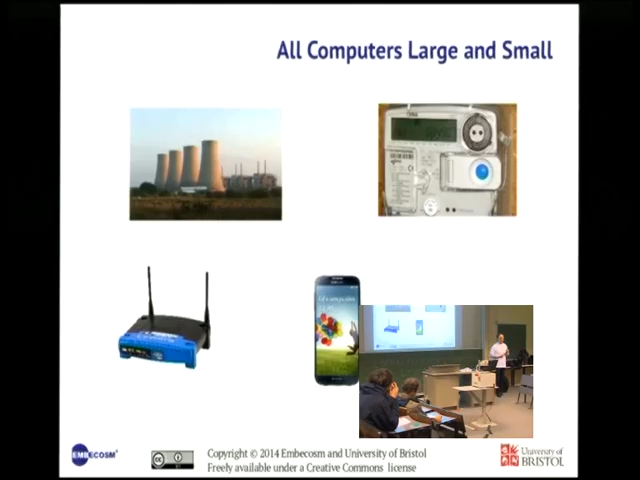 All Computers Large and Small
EMBECOSM®
Copyright © 2014 Embecosm and University of Bristol
Freely available under a Creative Commons license
University of
BRISTOL